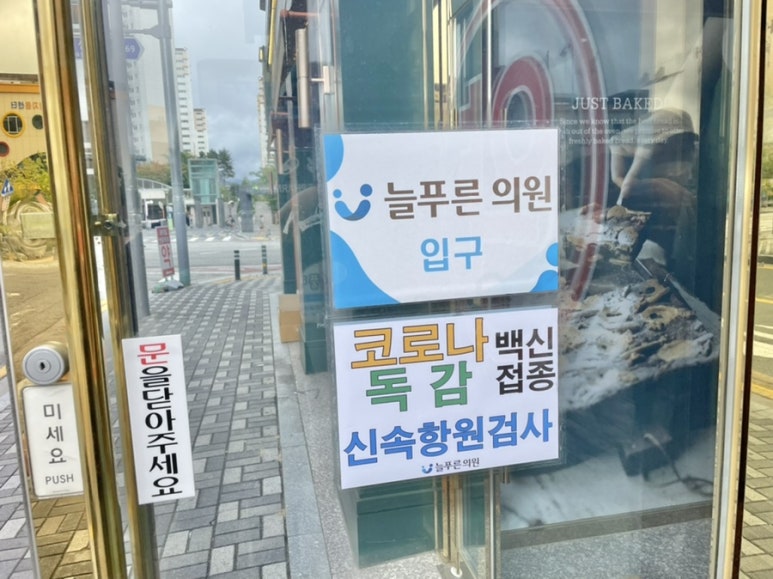 늘푸른 의원
입구
코로나
독감
백신
접종
신속항원검사
늘푸른 의원
문을닫아주세요
미세요
PUSH
JUST BAKED
69